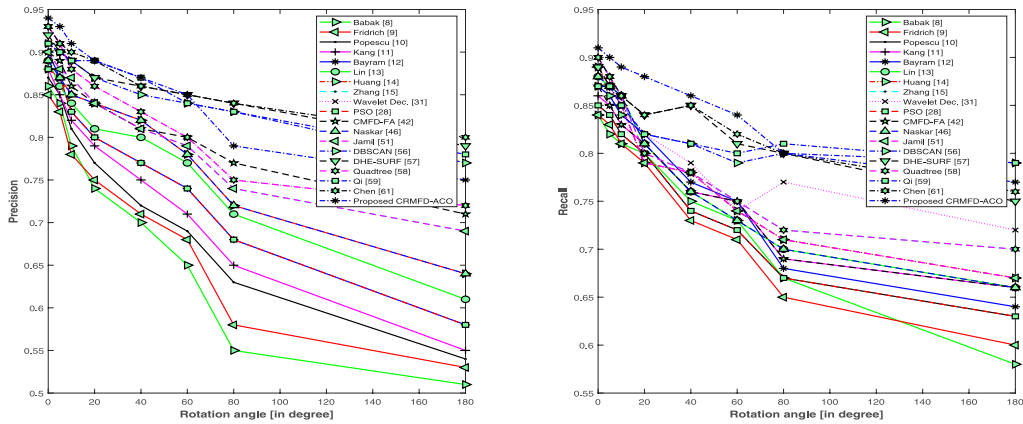 0.95
0.9
0.85
0.8
0.75
0.7
0.65
0.6
0.55
0.5
Precision
0 20 40 60 80 100 120 140 160 180
Rotation angle [in degree]
Babak [8]
Fridrich [9]
Popescu [10]
Kang [11]
Bayram [12]
Lin [13]
Huang [14]
Zhang [15]
Wavelet Dec. [31]
PSO [28]
CMFD-FA [42]
Naskar [46]
Jamil [51]
DBSCAN [56]
DHE-SURF [57]
Quadtree [58]
Qi [59]
Chen [61]
Proposed CRMFD-ACO
0.95
0.9
0.85
0.8
0.75
0.7
0.65
0.6
0.55
Recall
0 20 40 60 80 100 120 140 160 180
Rotation angle [in degree]
Babak [8]
Fridrich [9]
Popescu [10]
Kang [11]
Bayram [12]
Lin [13]
Huang [14]
Zhang [15]
Wavelet Dec. [31]
PSO [28]
CMFD-FA [42]
Naskar [46]
Jamil [51]
DBSCAN [56]
DHE-SURF [57]
Quadtree [58]
Qi [59]
Chen [61]
Proposed CRMFD-ACO